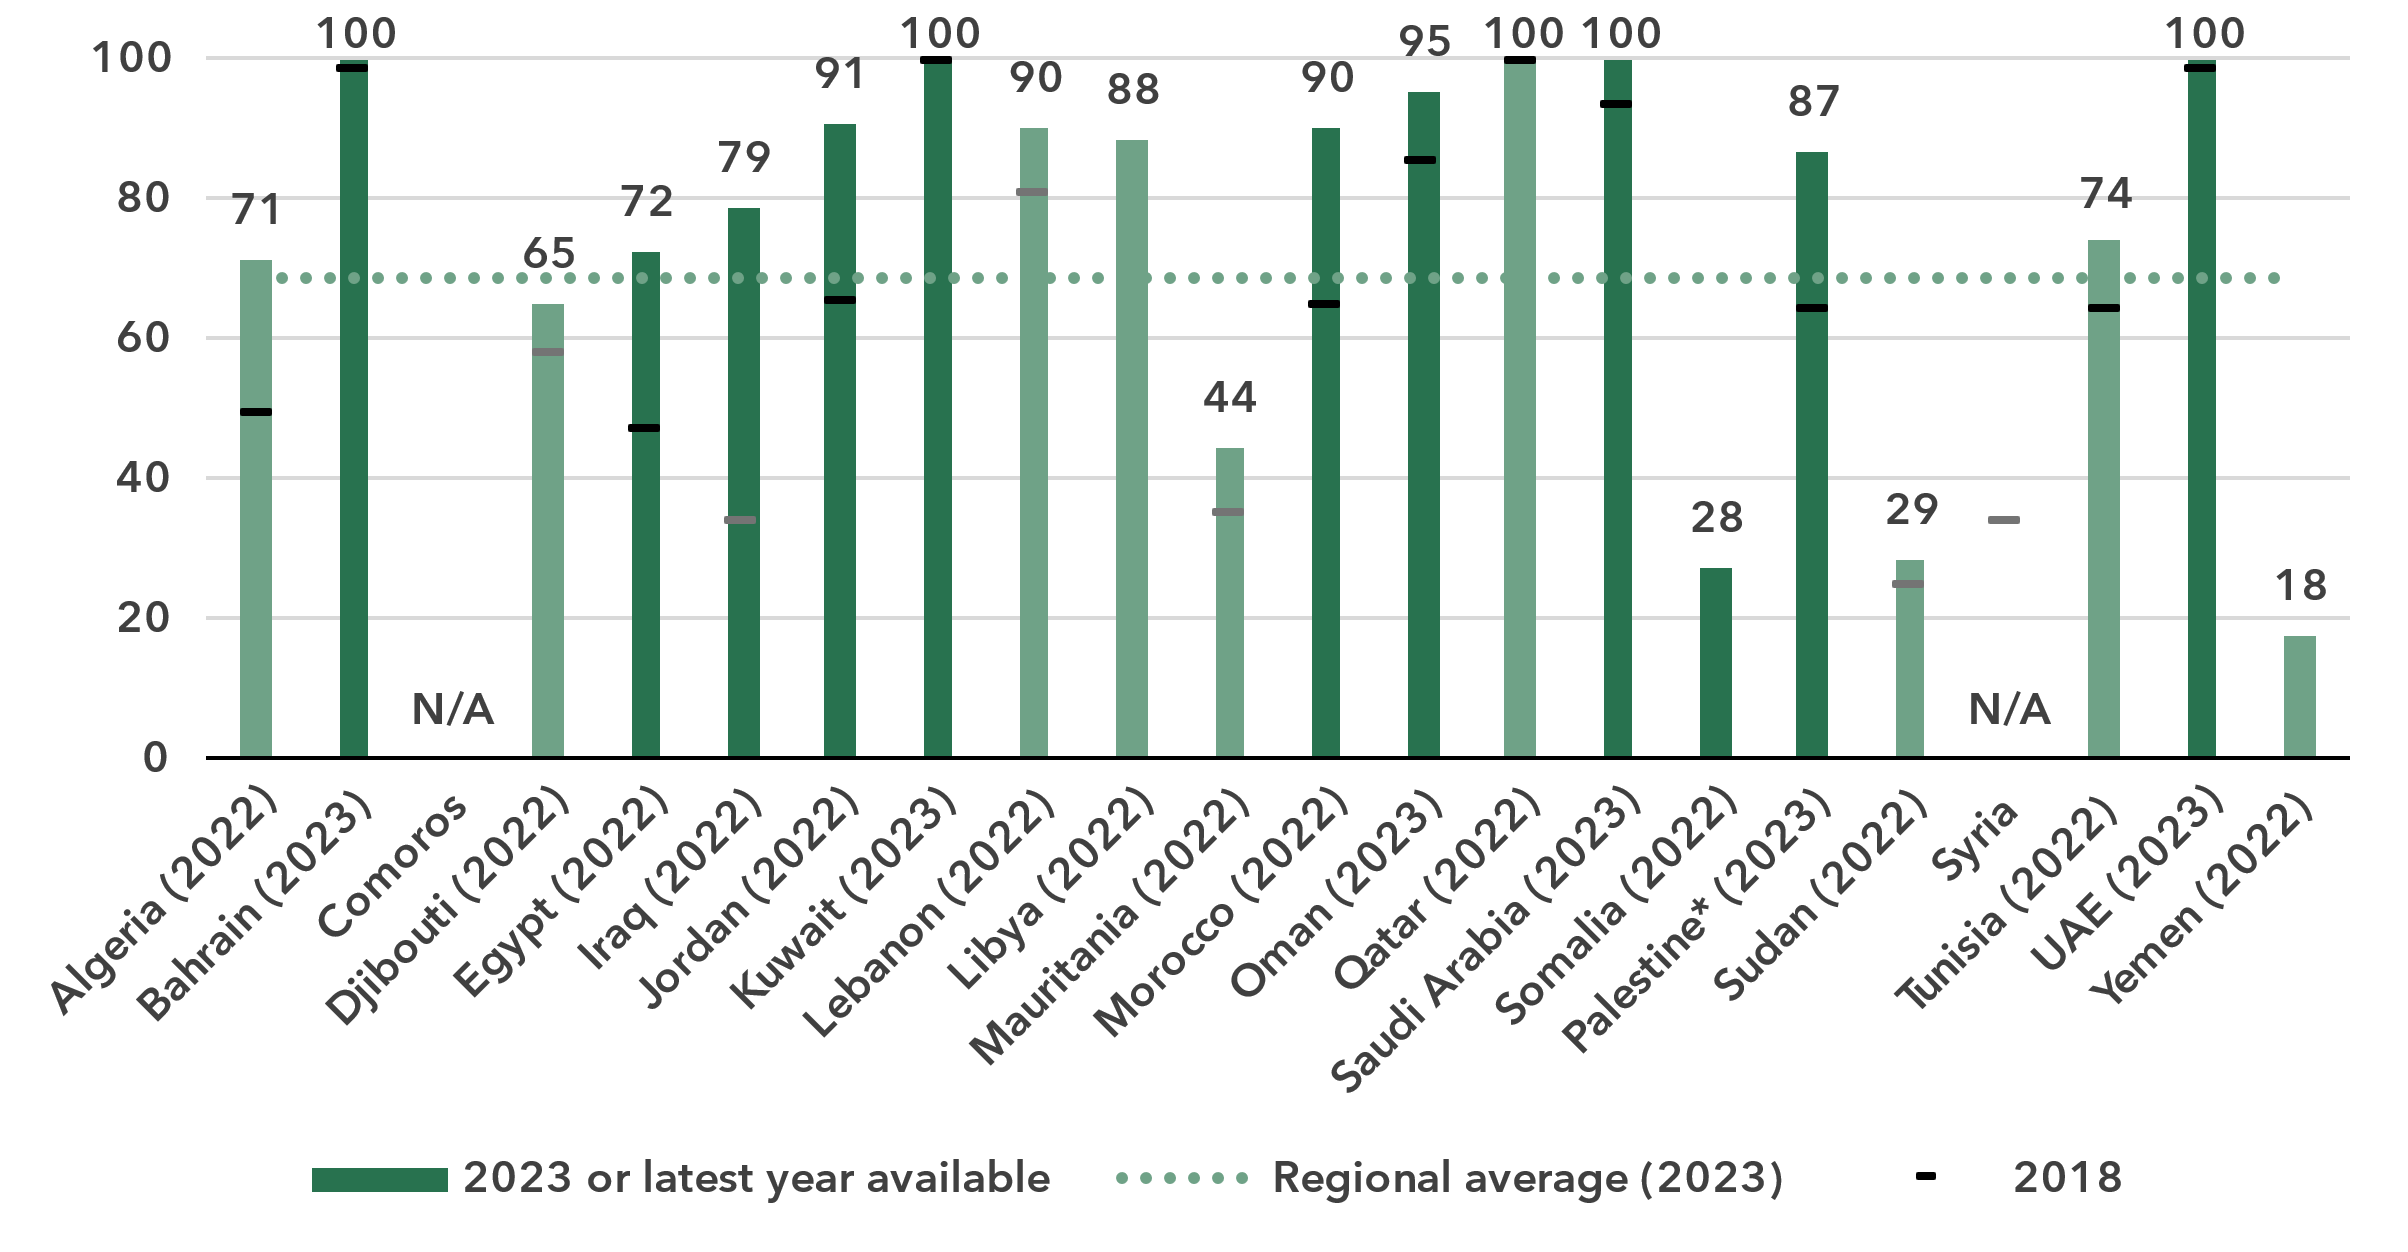 100
80
60
40
20
0
71
100
N/A
65
72
79
91
100
90
88
44
90
95
100
100
28
87
29
N/A
74
100
18
Algeria (2022)
Bahrain (2023)
Comoros
Djibouti (2022)
Egypt (2022)
Iraq (2022)
Jordan (2022)
Kuwait (2023)
Lebanon (2022)
Libya (2022)
Mauritania (2022)
Morocco (2022)
Oman (2023)
Qatar (2022)
Saudi Arabia (2023)
Somalia (2022)
Palestine* (2023)
Sudan (2022)
Syria
Tunisia (2022)
UAE (2023)
Yemen (2022)
2023 or latest year available
Regional average (2023)
2018